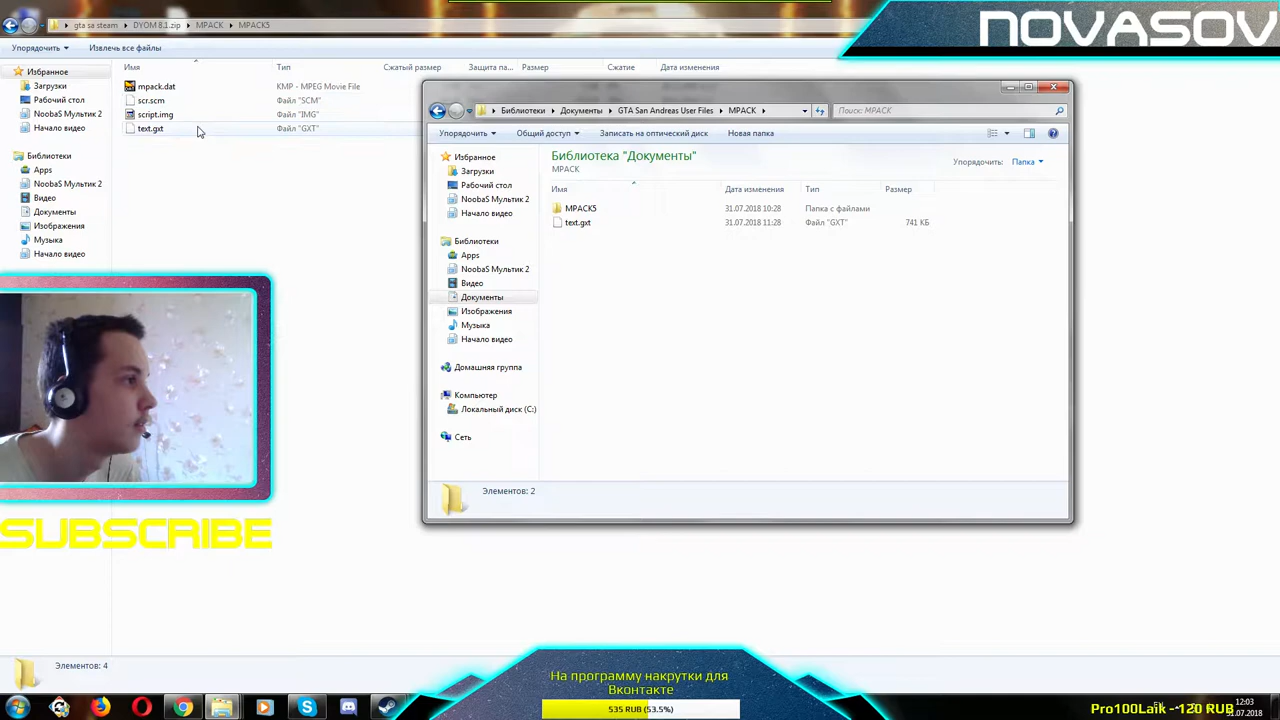 gta sa steam ▸ DYOM 8.1.zip ▸ MPACK ▸ MPACK5
NOVASOV
Упорядочить Извлечь все файлы
Имя Тип Сжатый размер Защита па... Размер Сжатие Дата изменения
Избранное
Загрузки
Рабочий стол
NoobaS Мультик 2
Начало видео
Библиотеки
Apps
NoobaS Мультик 2
Видео
Документы
Изображения
Музыка
Начало видео
mpack.dat KMP - MPEG Movie File
scr.scm Файл "SCM"
script.img Файл "IMG"
text.gxt Файл "GXT"
Библиотеки ▸ Документы ▸ GTA San Andreas User Files ▸ MPACK ▸
Поиск: MPACK
Упорядочить Общий доступ Записать на оптический диск Новая папка
Избранное
Загрузки
Рабочий стол
NoobaS Мультик 2
Начало видео
Библиотеки
Apps
NoobaS Мультик 2
Видео
Документы
Изображения
Музыка
Начало видео
Домашняя группа
Компьютер
Локальный диск (C:)
Сеть
Библиотека "Документы"
MPACK
Упорядочить: Папка
Имя Дата изменения Тип Размер
MPACK5 31.07.2018 10:28 Папка с файлами
text.gxt 31.07.2018 11:28 Файл "GXT" 741 КБ
Элементов: 2
SUBSCRIBE
Элементов: 4
На программу накрутки для
Вконтакте
535 RUB (53.5%)
Pro100Laik - 120 RUB
12:03
31.07.2018